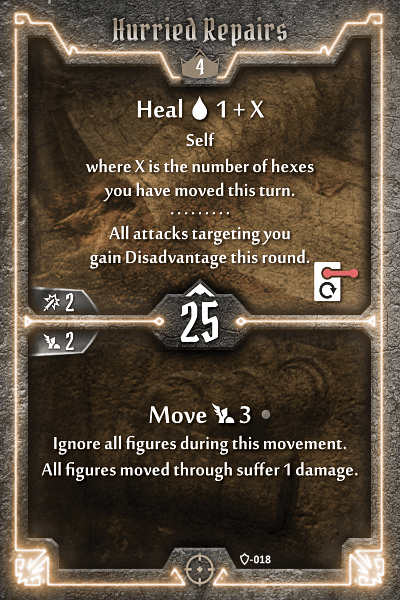 Hurried Repairs
4
Heal 1 + X
Self
where X is the number of hexes
you have moved this turn.
.........
All attacks targeting you
gain Disadvantage this round.
2
25
2
Move 3
Ignore all figures during this movement.
All figures moved through suffer 1 damage.
-018